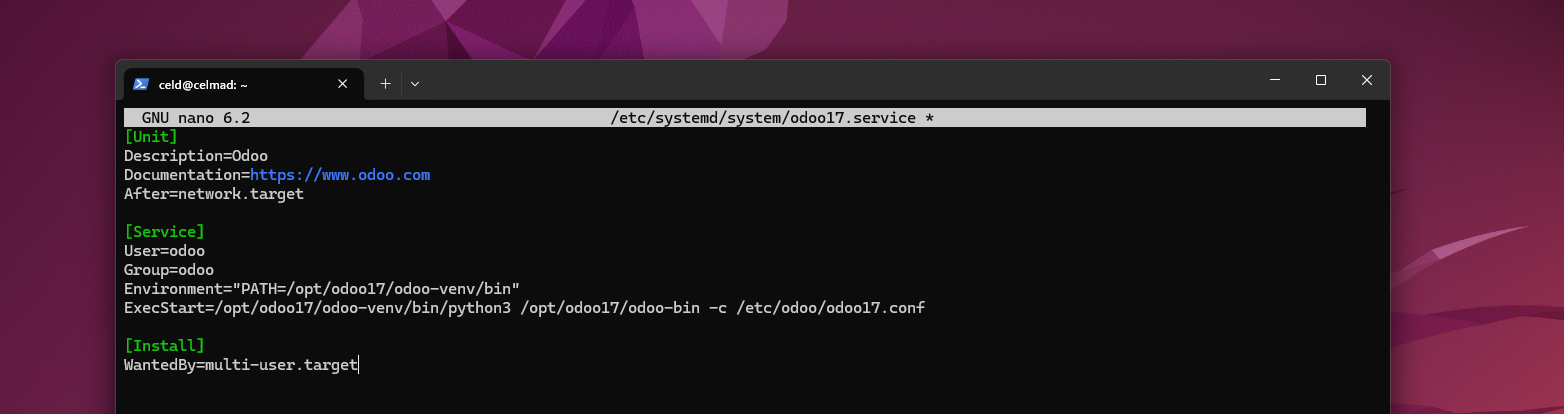 celd@celmad: ~
GNU nano 6.2 /etc/systemd/system/odoo17.service *
[Unit]
Description=Odoo
Documentation=https://www.odoo.com
After=network.target
[Service]
User=odoo
Group=odoo
Environment="PATH=/opt/odoo17/odoo-venv/bin"
ExecStart=/opt/odoo17/odoo-venv/bin/python3 /opt/odoo17/odoo-bin -c /etc/odoo/odoo17.conf
[Install]
WantedBy=multi-user.target